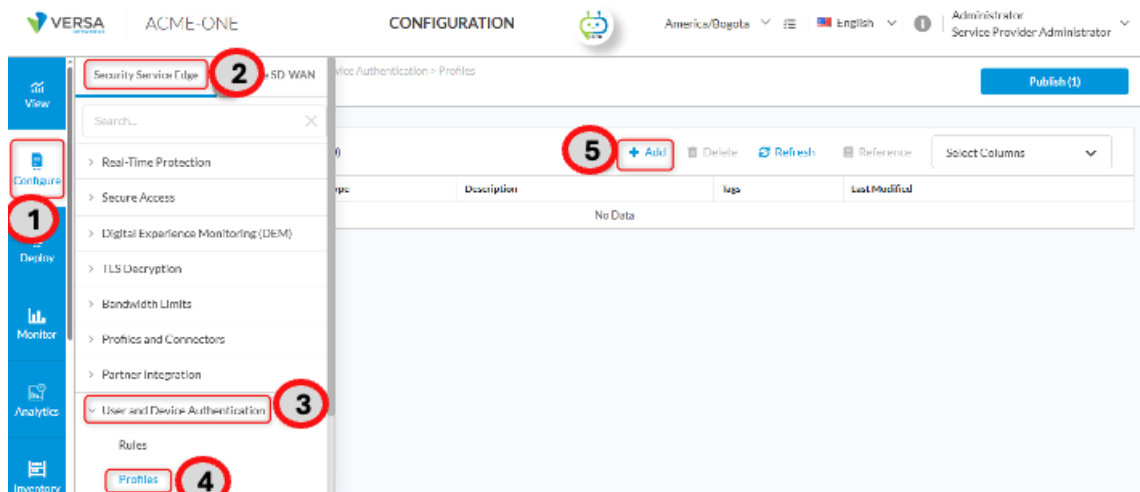 VERSA
NETWORKS
ACME-ONE
CONFIGURATION
America/Bogota
English
Administrator
Service Provider Administrator
View
Configure
1
Deploy
Monitor
Analytics
Inventory
Security Service Edge
2
SD-WAN
Search...
Real-Time Protection
Secure Access
Digital Experience Monitoring (DEM)
TLS Decryption
Bandwidth Limits
Profiles and Connectors
Partner Integration
User and Device Authentication
3
Rules
Profiles
4
vice Authentication > Profiles
Publish (1)
5
+ Add
Delete
Refresh
Reference
Select Columns
ype
Description
Tags
Last Modified
No Data